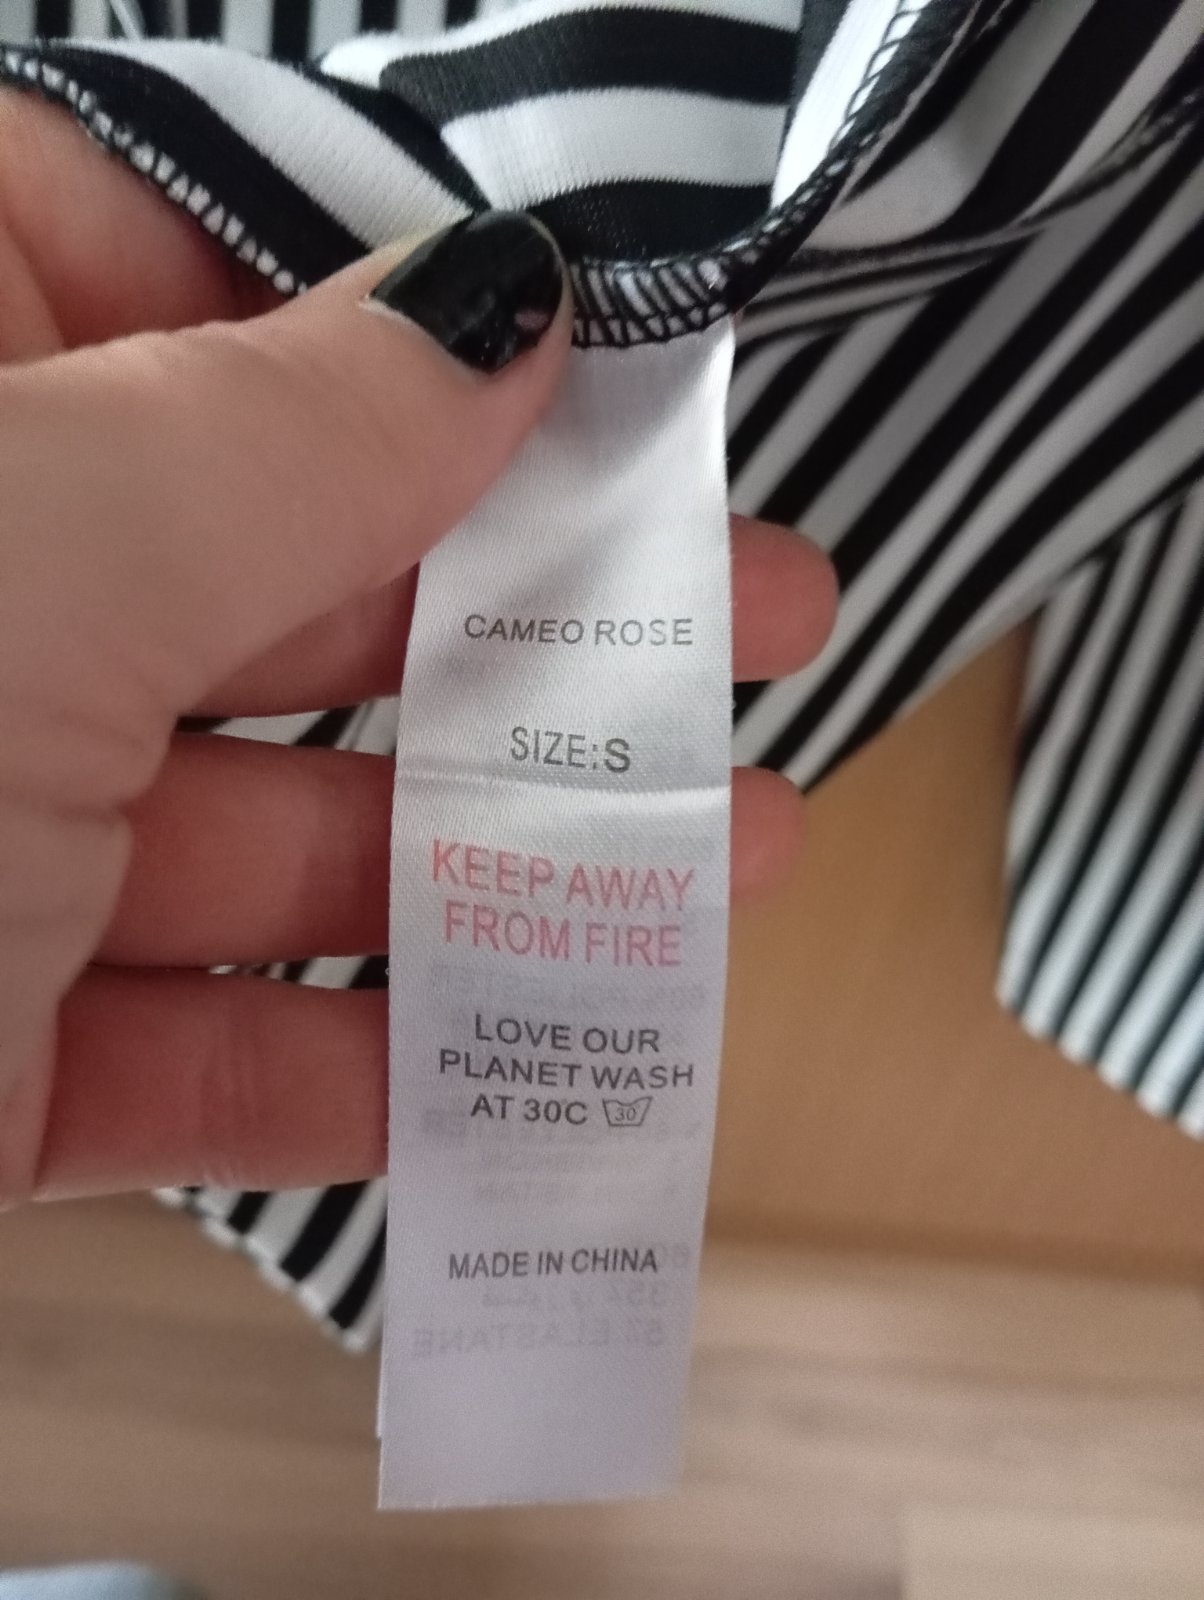 CAMEO ROSE
SIZE:S
KEEP AWAY
FROM FIRE
LOVE OUR
PLANET WASH
AT 30C 30
MADE IN CHINA